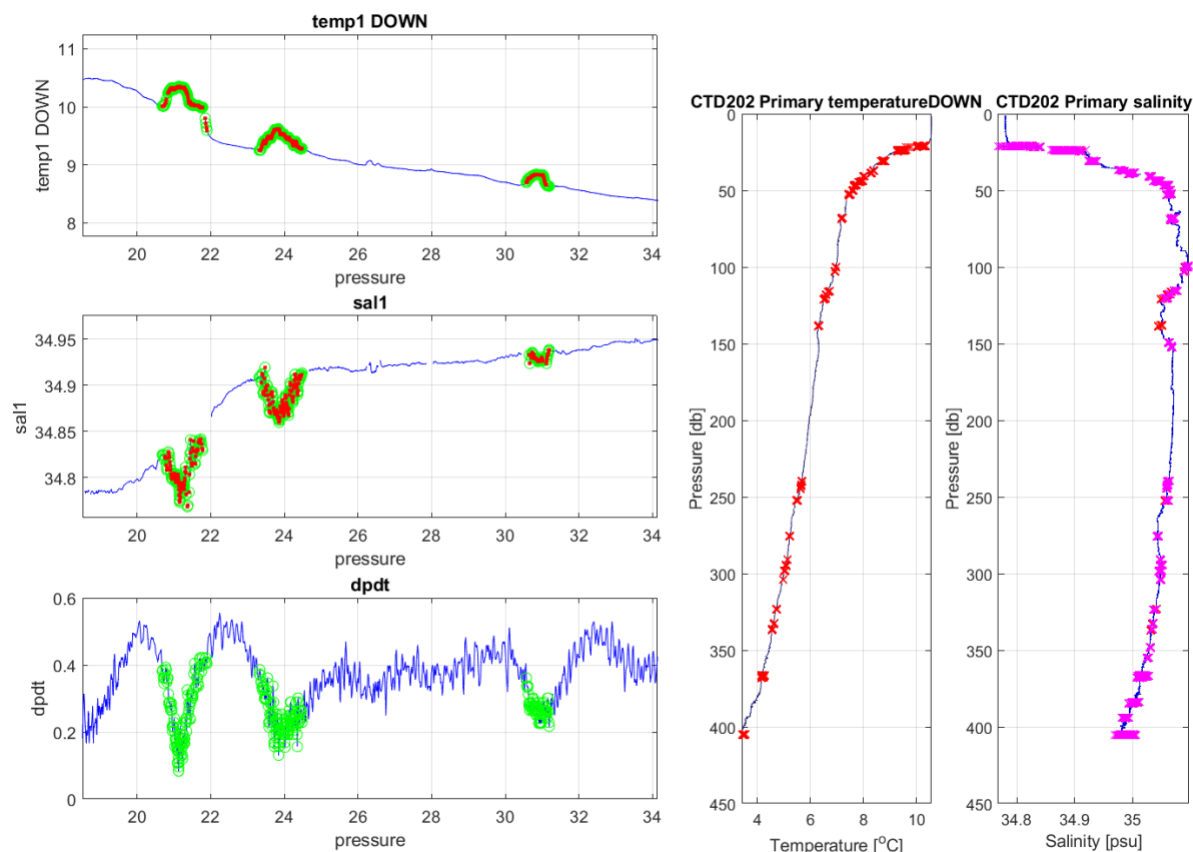 temp1 DOWN
11
10
9
8
temp1 DOWN
20 22 24 26 28 30 32 34
pressure
sal1
34.95
34.9
34.85
34.8
sal1
20 22 24 26 28 30 32 34
pressure
dpdt
0.6
0.4
0.2
0
dpdt
20 22 24 26 28 30 32 34
pressure
CTD202 Primary temperatureDOWN
0
50
100
150
200
250
300
350
400
450
Pressure [db]
4 6 8 10
Temperature [°C]
CTD202 Primary salinity
0
50
100
150
200
250
300
350
400
450
Pressure [db]
34.8 34.9 35
Salinity [psu]